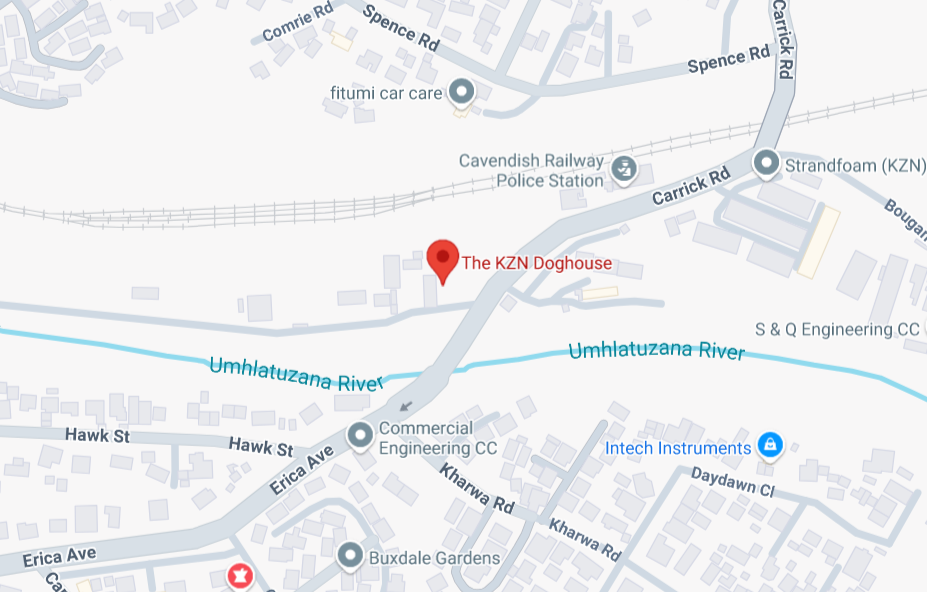 Comrie Rd
Spence Rd
Carrick Rd
Spence Rd
fitumi car care
Cavendish Railway
Police Station
Carrick Rd
Strandfoam (KZN)
Bougan
The KZN Doghouse
S & Q Engineering CC
Umhlatuzana River
Umhlatuzana River
Hawk St
Hawk St
Commercial
Engineering CC
Erica Ave
Intech Instruments
Kharwa Rd
Daydawn Cl
Kharwa Rd
Erica Ave
Buxdale Gardens